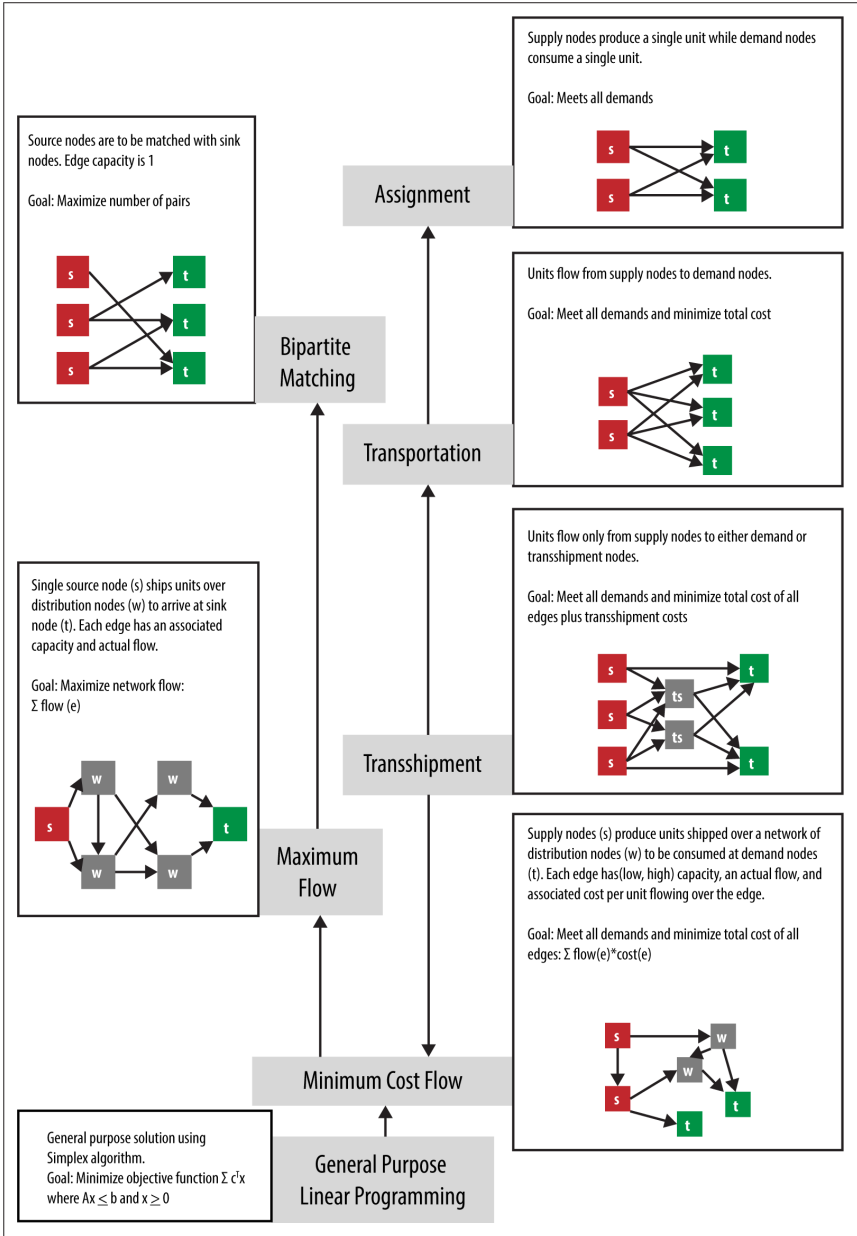 Supply nodes produce a single unit while demand nodes
consume a single unit.
Goal: Meets all demands
s
t
s
t
Assignment
Source nodes are to be matched with sink
nodes. Edge capacity is 1
Goal: Maximize number of pairs
s
t
s
t
s
t
Bipartite
Matching
Units flow from supply nodes to demand nodes.
Goal: Meet all demands and minimize total cost
s
t
s
t
t
Transportation
Units flow only from supply nodes to either demand or
transshipment nodes.
Goal: Meet all demands and minimize total cost of all
edges plus transshipment costs
s
t
ts
s
ts
s
t
Transshipment
Single source node (s) ships units over
distribution nodes (w) to arrive at sink
node (t). Each edge has an associated
capacity and actual flow.
Goal: Maximize network flow:
Σ flow (e)
w
w
s
t
w
w
Maximum
Flow
Supply nodes (s) produce units shipped over a network of
distribution nodes (w) to be consumed at demand nodes
(t). Each edge has(low, high) capacity, an actual flow, and
associated cost per unit flowing over the edge.
Goal: Meet all demands and minimize total cost of all
edges: Σ flow(e)*cost(e)
s
w
w
s
t
t
Minimum Cost Flow
General purpose solution using
Simplex algorithm.
Goal: Minimize objective function Σ cᵀx
where Ax ≤ b and x ≥ 0
General Purpose
Linear Programming